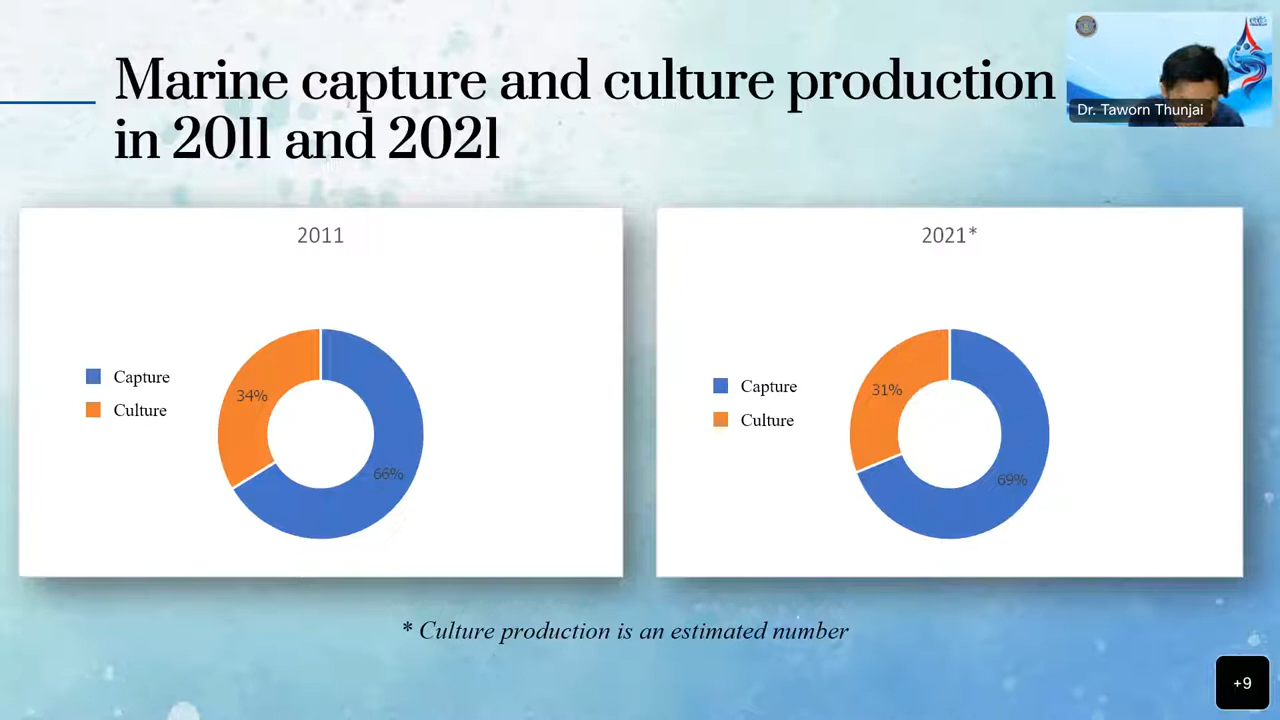 Marine capture and culture production
in 2011 and 2021
Dr. Taworn Thunjai
2011
Capture
Culture
34%
66%
2021*
Capture
Culture
31%
69%
* Culture production is an estimated number
+9